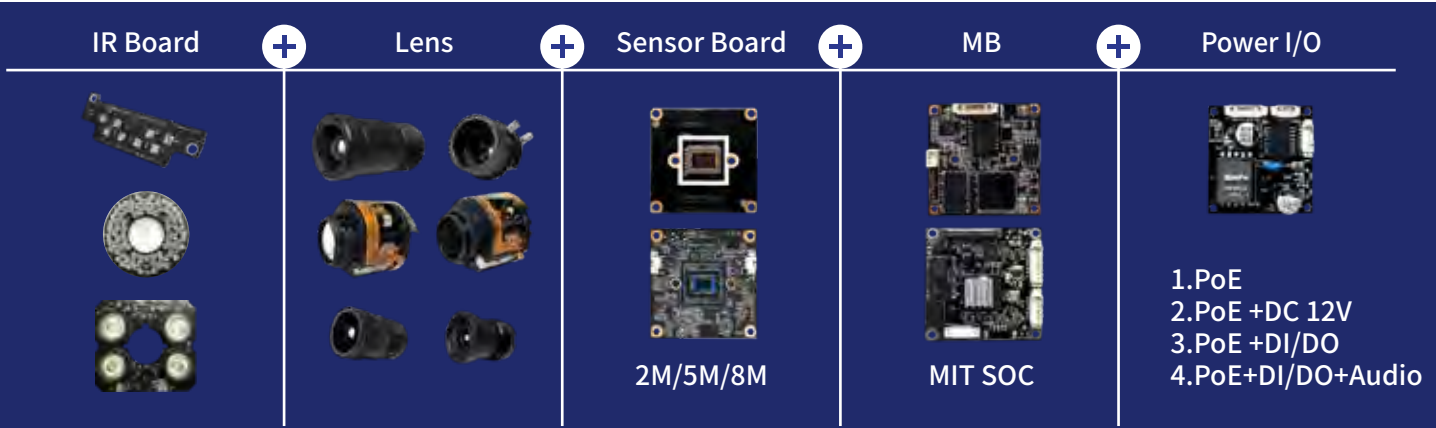 IR Board + Lens + Sensor Board + MB + Power I/O
2M/5M/8M
MIT SOC
1.PoE
2.PoE +DC 12V
3.PoE +DI/DO
4.PoE+DI/DO+Audio